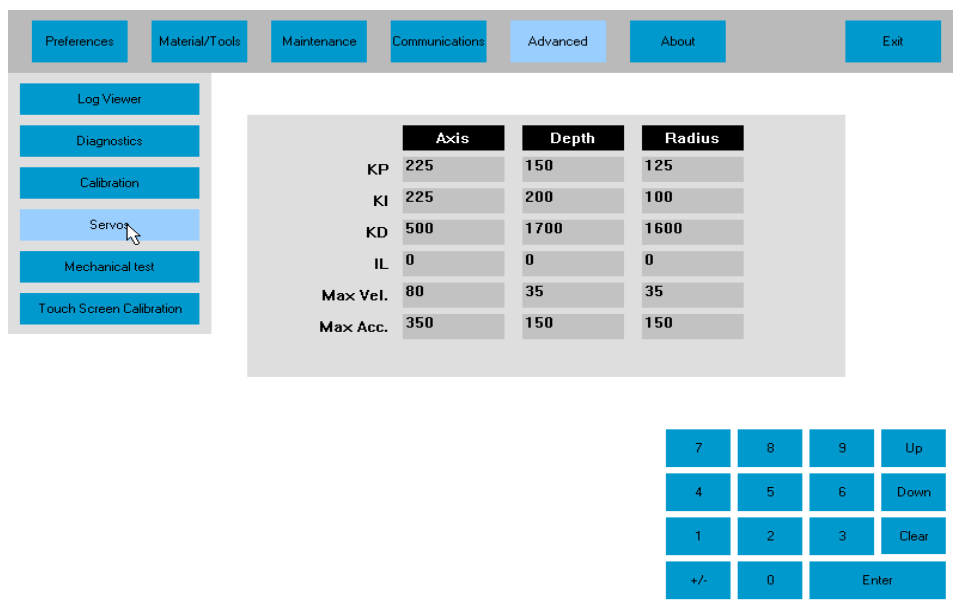 Preferences Material/Tools Maintenance Communications Advanced About Exit
Log Viewer
Diagnostics
Calibration
Servos
Mechanical test
Touch Screen Calibration
Axis Depth Radius
KP 225 150 125
KI 225 200 100
KD 500 1700 1600
IL 0 0 0
Max Vel. 80 35 35
Max Acc. 350 150 150
7 8 9 Up
4 5 6 Down
1 2 3 Clear
+/- 0 Enter